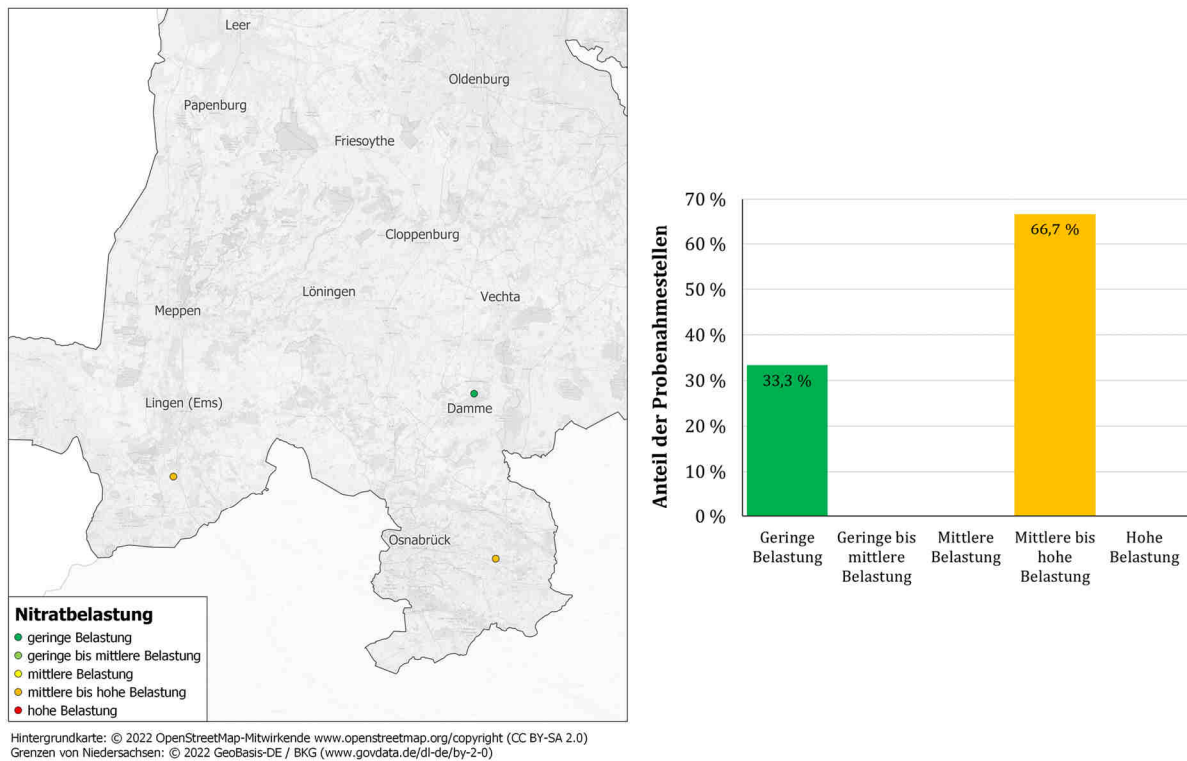 Leer
Oldenburg
Papenburg
Friesoythe
Cloppenburg
Löningen
Vechta
Meppen
Lingen (Ems)
Damme
Osnabrück
Nitratbelastung
geringe Belastung
geringe bis mittlere Belastung
mittlere Belastung
mittlere bis hohe Belastung
hohe Belastung
Hintergrundkarte: © 2022 OpenStreetMap-Mitwirkende www.openstreetmap.org/copyright (CC BY-SA 2.0)
Grenzen von Niedersachsen: © 2022 GeoBasis-DE / BKG (www.govdata.de/dl-de/by-2-0)
Anteil der Probenahmestellen
70 %
60 %
50 %
40 %
30 %
20 %
10 %
0 %
33,3 %
66,7 %
Geringe
Belastung
Geringe bis
mittlere
Belastung
Mittlere
Belastung
Mittlere bis
hohe
Belastung
Hohe
Belastung